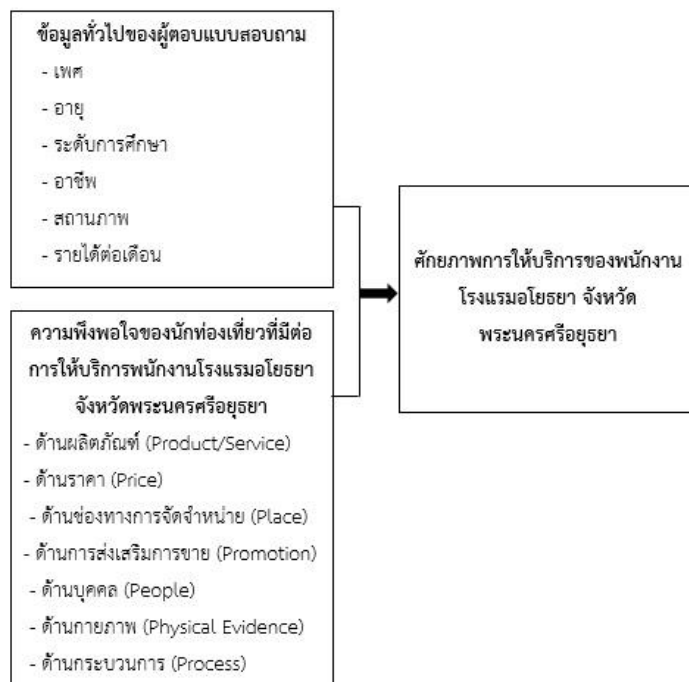 ข้อมูลทั่วไปของผู้ตอบแบบสอบถาม
- เพศ
- อายุ
- ระดับการศึกษา
- อาชีพ
- สถานภาพ
- รายได้ต่อเดือน
ความพึงพอใจของนักท่องเที่ยวที่มีต่อ
การให้บริการพนักงานโรงแรมอโยธยา
จังหวัดพระนครศรีอยุธยา
- ด้านผลิตภัณฑ์ (Product/Service)
- ด้านราคา (Price)
- ด้านช่องทางการจัดจำหน่าย (Place)
- ด้านการส่งเสริมการขาย (Promotion)
- ด้านบุคคล (People)
- ด้านกายภาพ (Physical Evidence)
- ด้านกระบวนการ (Process)
ศักยภาพการให้บริการของพนักงาน
โรงแรมอโยธยา จังหวัด
พระนครศรีอยุธยา